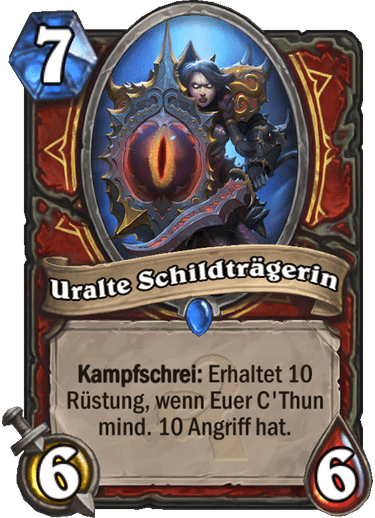 7
Uralte Schildträgerin
Kampfschrei: Erhaltet 10
Rüstung, wenn Euer C'Thun
mind. 10 Angriff hat.
6
6